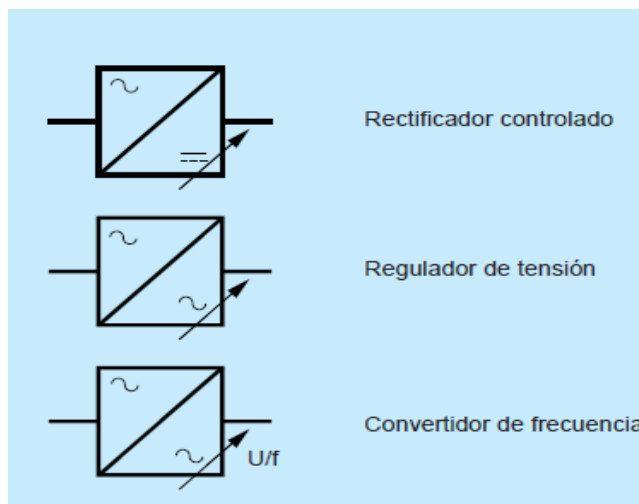 Rectificador controlado
Regulador de tensión
Convertidor de frecuencia
U/f